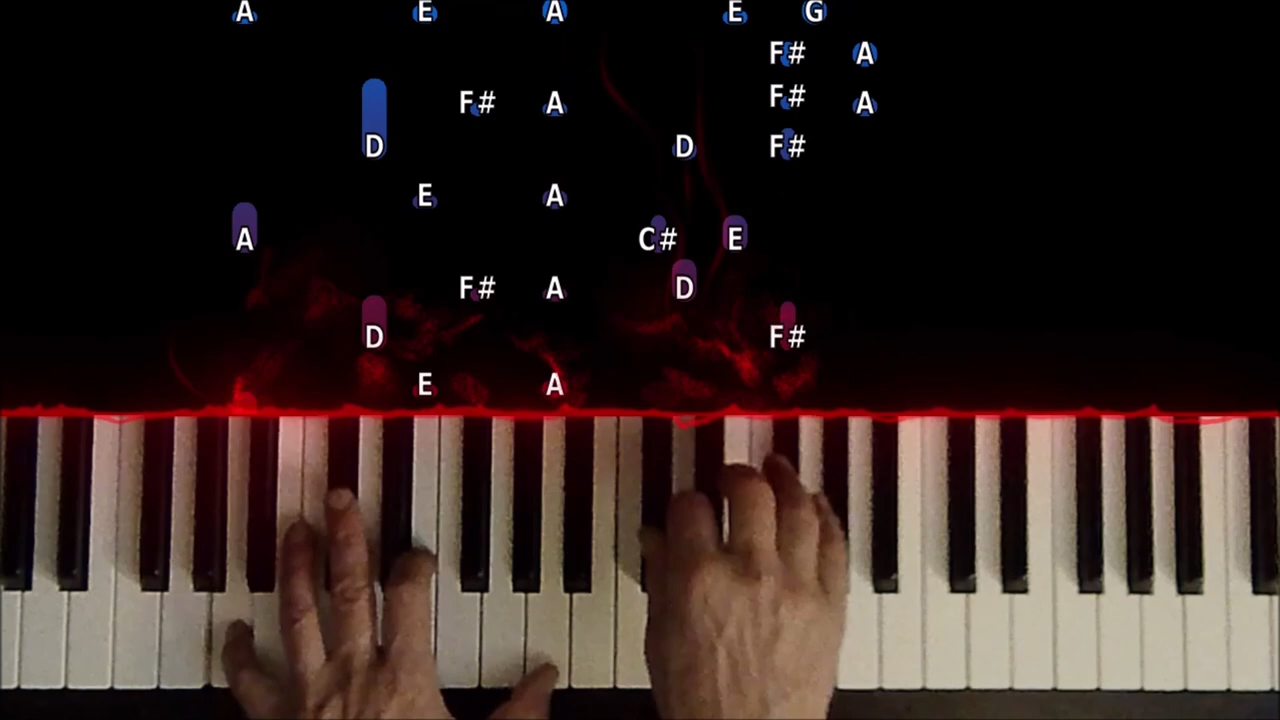 A E A E G
F# A
F# A F# A
D D F#
E A
A C# E
F# A D
D F#
E A